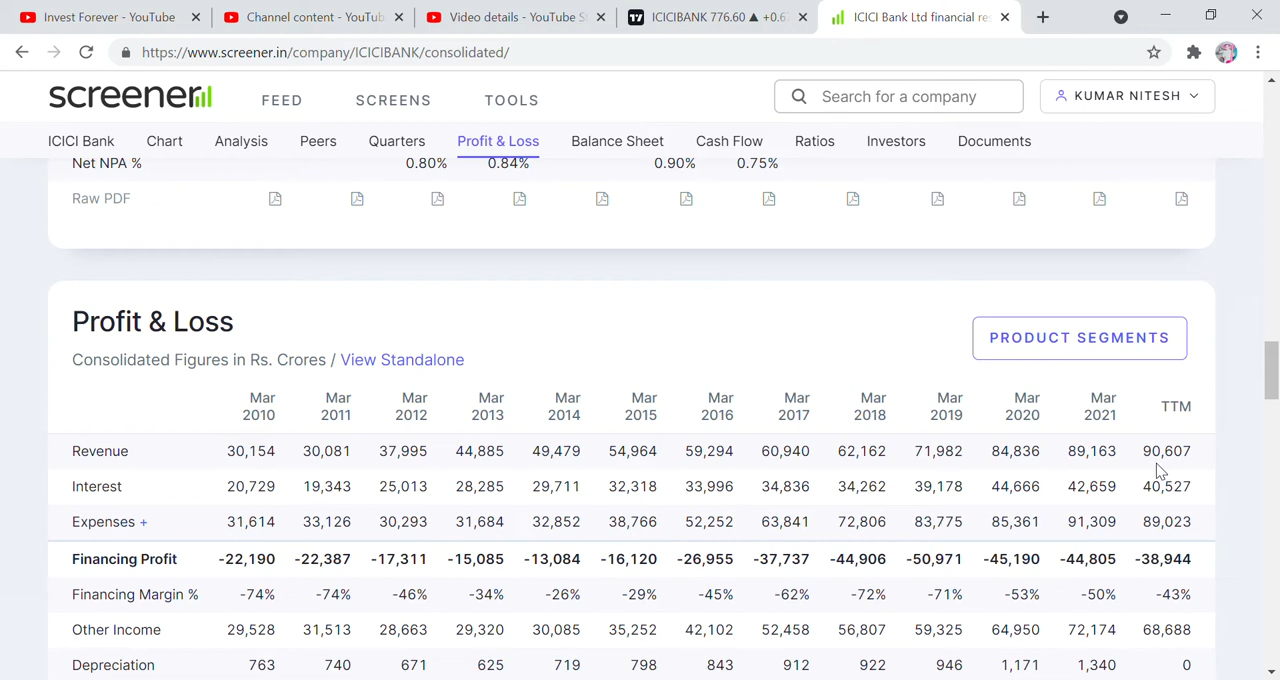 Invest Forever - YouTube
Channel content - YouTub
Video details - YouTube S
ICICIBANK 776.60 ▲ +0.6
ICICI Bank Ltd financial re
https://www.screener.in/company/ICICIBANK/consolidated/
screener
FEED SCREENS TOOLS
Search for a company
KUMAR NITESH
ICICI Bank Chart Analysis Peers Quarters Profit & Loss Balance Sheet Cash Flow Ratios Investors Documents
Net NPA % 0.80% 0.84% 0.90% 0.75%
Raw PDF
Profit & Loss
PRODUCT SEGMENTS
Consolidated Figures in Rs. Crores / View Standalone
Mar 2010 Mar 2011 Mar 2012 Mar 2013 Mar 2014 Mar 2015 Mar 2016 Mar 2017 Mar 2018 Mar 2019 Mar 2020 Mar 2021 TTM
Revenue 30,154 30,081 37,995 44,885 49,479 54,964 59,294 60,940 62,162 71,982 84,836 89,163 90,607
Interest 20,729 19,343 25,013 28,285 29,711 32,318 33,996 34,836 34,262 39,178 44,666 42,659 40,527
Expenses + 31,614 33,126 30,293 31,684 32,852 38,766 52,252 63,841 72,806 83,775 85,361 91,309 89,023
Financing Profit -22,190 -22,387 -17,311 -15,085 -13,084 -16,120 -26,955 -37,737 -44,906 -50,971 -45,190 -44,805 -38,944
Financing Margin % -74% -74% -46% -34% -26% -29% -45% -62% -72% -71% -53% -50% -43%
Other Income 29,528 31,513 28,663 29,320 30,085 35,252 42,102 52,458 56,807 59,325 64,950 72,174 68,688
Depreciation 763 740 671 625 719 798 843 912 922 946 1,171 1,340 0